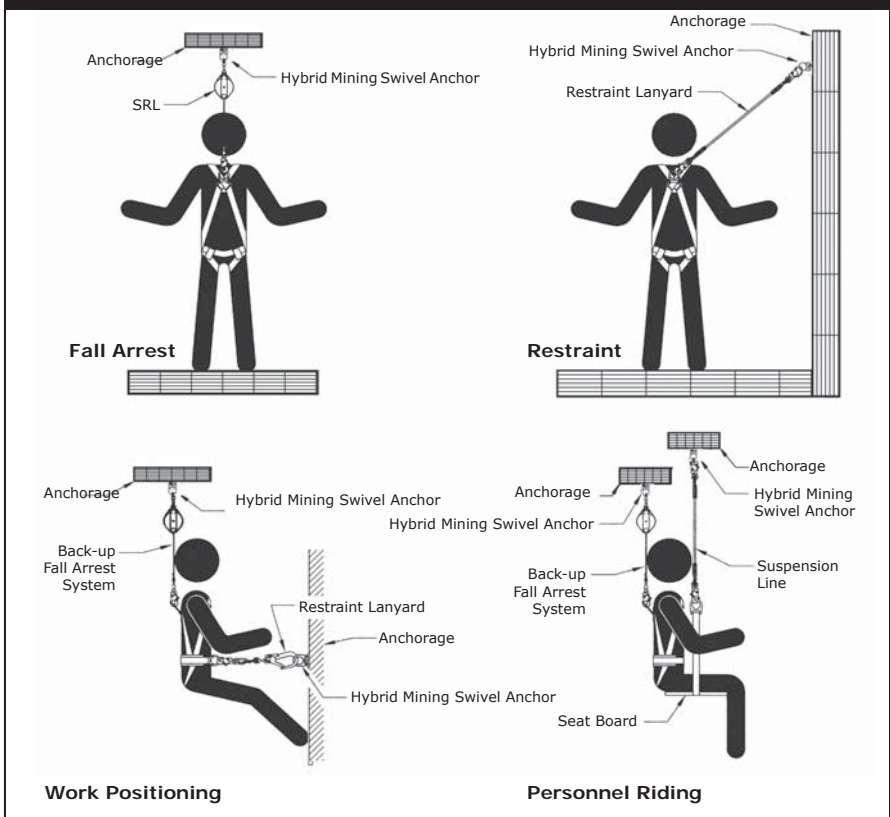 Anchorage
Hybrid Mining Swivel Anchor
SRL
Fall Arrest
Anchorage
Hybrid Mining Swivel Anchor
Restraint Lanyard
Restraint
Anchorage
Hybrid Mining Swivel Anchor
Back-up
Fall Arrest
System
Restraint Lanyard
Anchorage
Hybrid Mining Swivel Anchor
Work Positioning
Anchorage
Anchorage
Hybrid Mining
Swivel Anchor
Hybrid Mining Swivel Anchor
Back-up
Fall Arrest
System
Suspension
Line
Seat Board
Personnel Riding